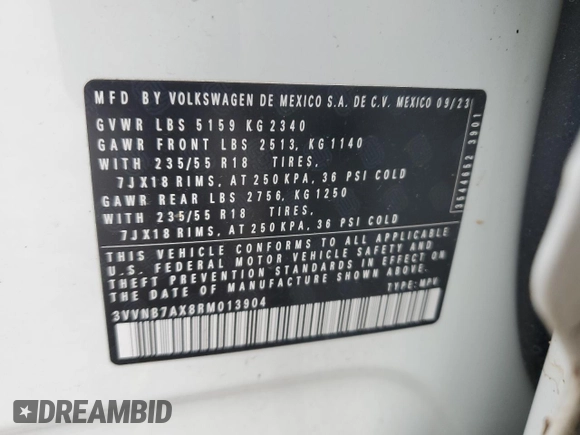 MFD BY VOLKSWAGEN DE MEXICO S.A. DE C.V. MEXICO 09/23
GVWR LBS 5159 KG 2340
GAWR FRONT LBS 2513, KG 1140
WITH 235/55 R18 TIRES,
7JX18 RIMS, AT 250 KPA, 36 PSI COLD
GAWR REAR LBS 2756, KG 1250
WITH 235/55 R18 TIRES,
7JX18 RIMS, AT 250 KPA, 36 PSI COLD
THIS VEHICLE CONFORMS TO ALL APPLICABLE
U.S. FEDERAL MOTOR VEHICLE SAFETY AND
THEFT PREVENTION STANDARDS IN EFFECT ON
THE DATE OF MANUFACTURE SHOWN ABOVE.
3VVNB7AX8RM013904 TYPE: MPV
3544652 3901
DREAMBID